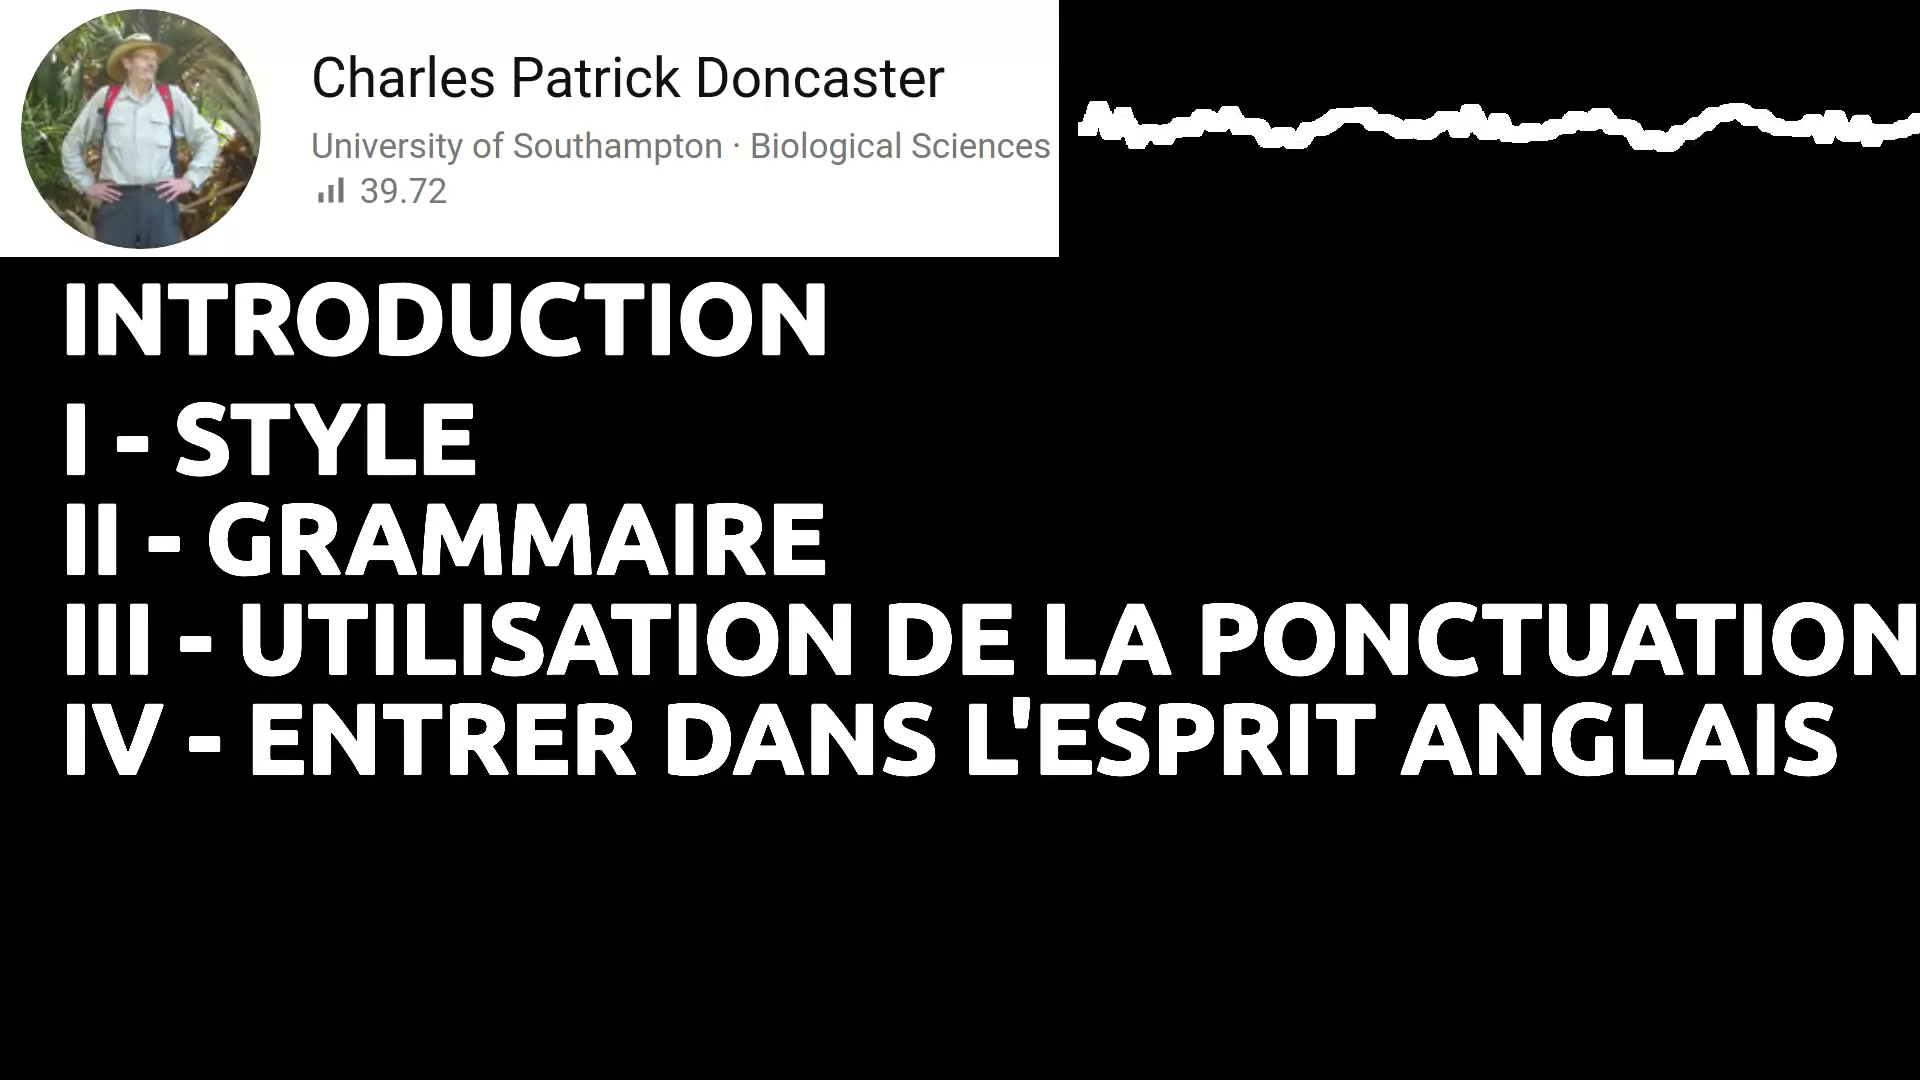 Charles Patrick Doncaster
University of Southampton · Biological Sciences
39.72
INTRODUCTION
I - STYLE
II - GRAMMAIRE
III - UTILISATION DE LA PONCTUATION
IV - ENTRER DANS L'ESPRIT ANGLAIS